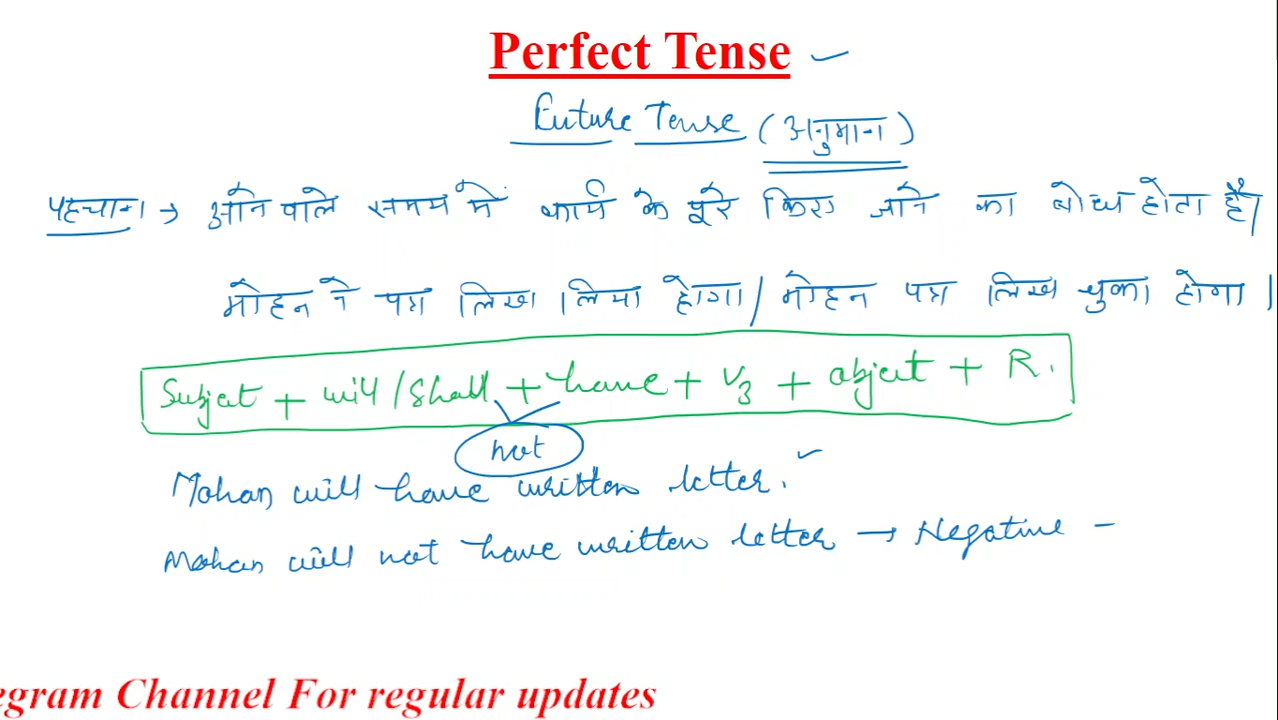 Perfect Tense
Future Tense (अनुमान)
पहचान → आने वाले समय में कार्य के पूरे किए जाने का बोध होता है।
मोहन ने पत्र लिख लिया होगा / मोहन पत्र लिख चुका होगा।
Subject + will / Shall + have + V3 + object + R.
not
Mohan will have written letter.
Mohan will not have written letter → Negative -
egram Channel For regular updates